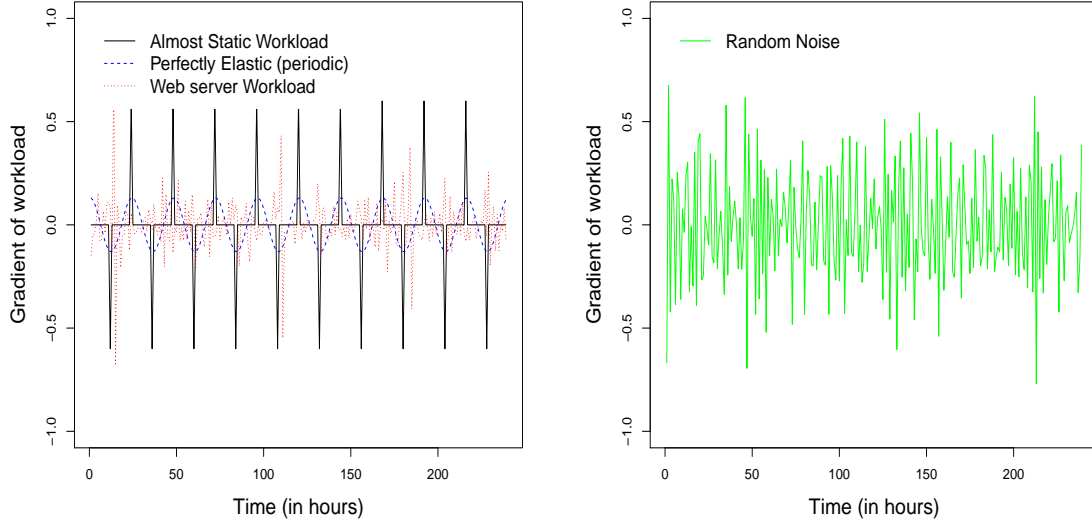 Almost Static Workload
Perfectly Elastic (periodic)
Web server Workload
1.0
0.5
0.0
−0.5
−1.0
Gradient of workload
0
50
100
150
200
Time (in hours)
Random Noise
1.0
0.5
0.0
−0.5
−1.0
Gradient of workload
0
50
100
150
200
Time (in hours)